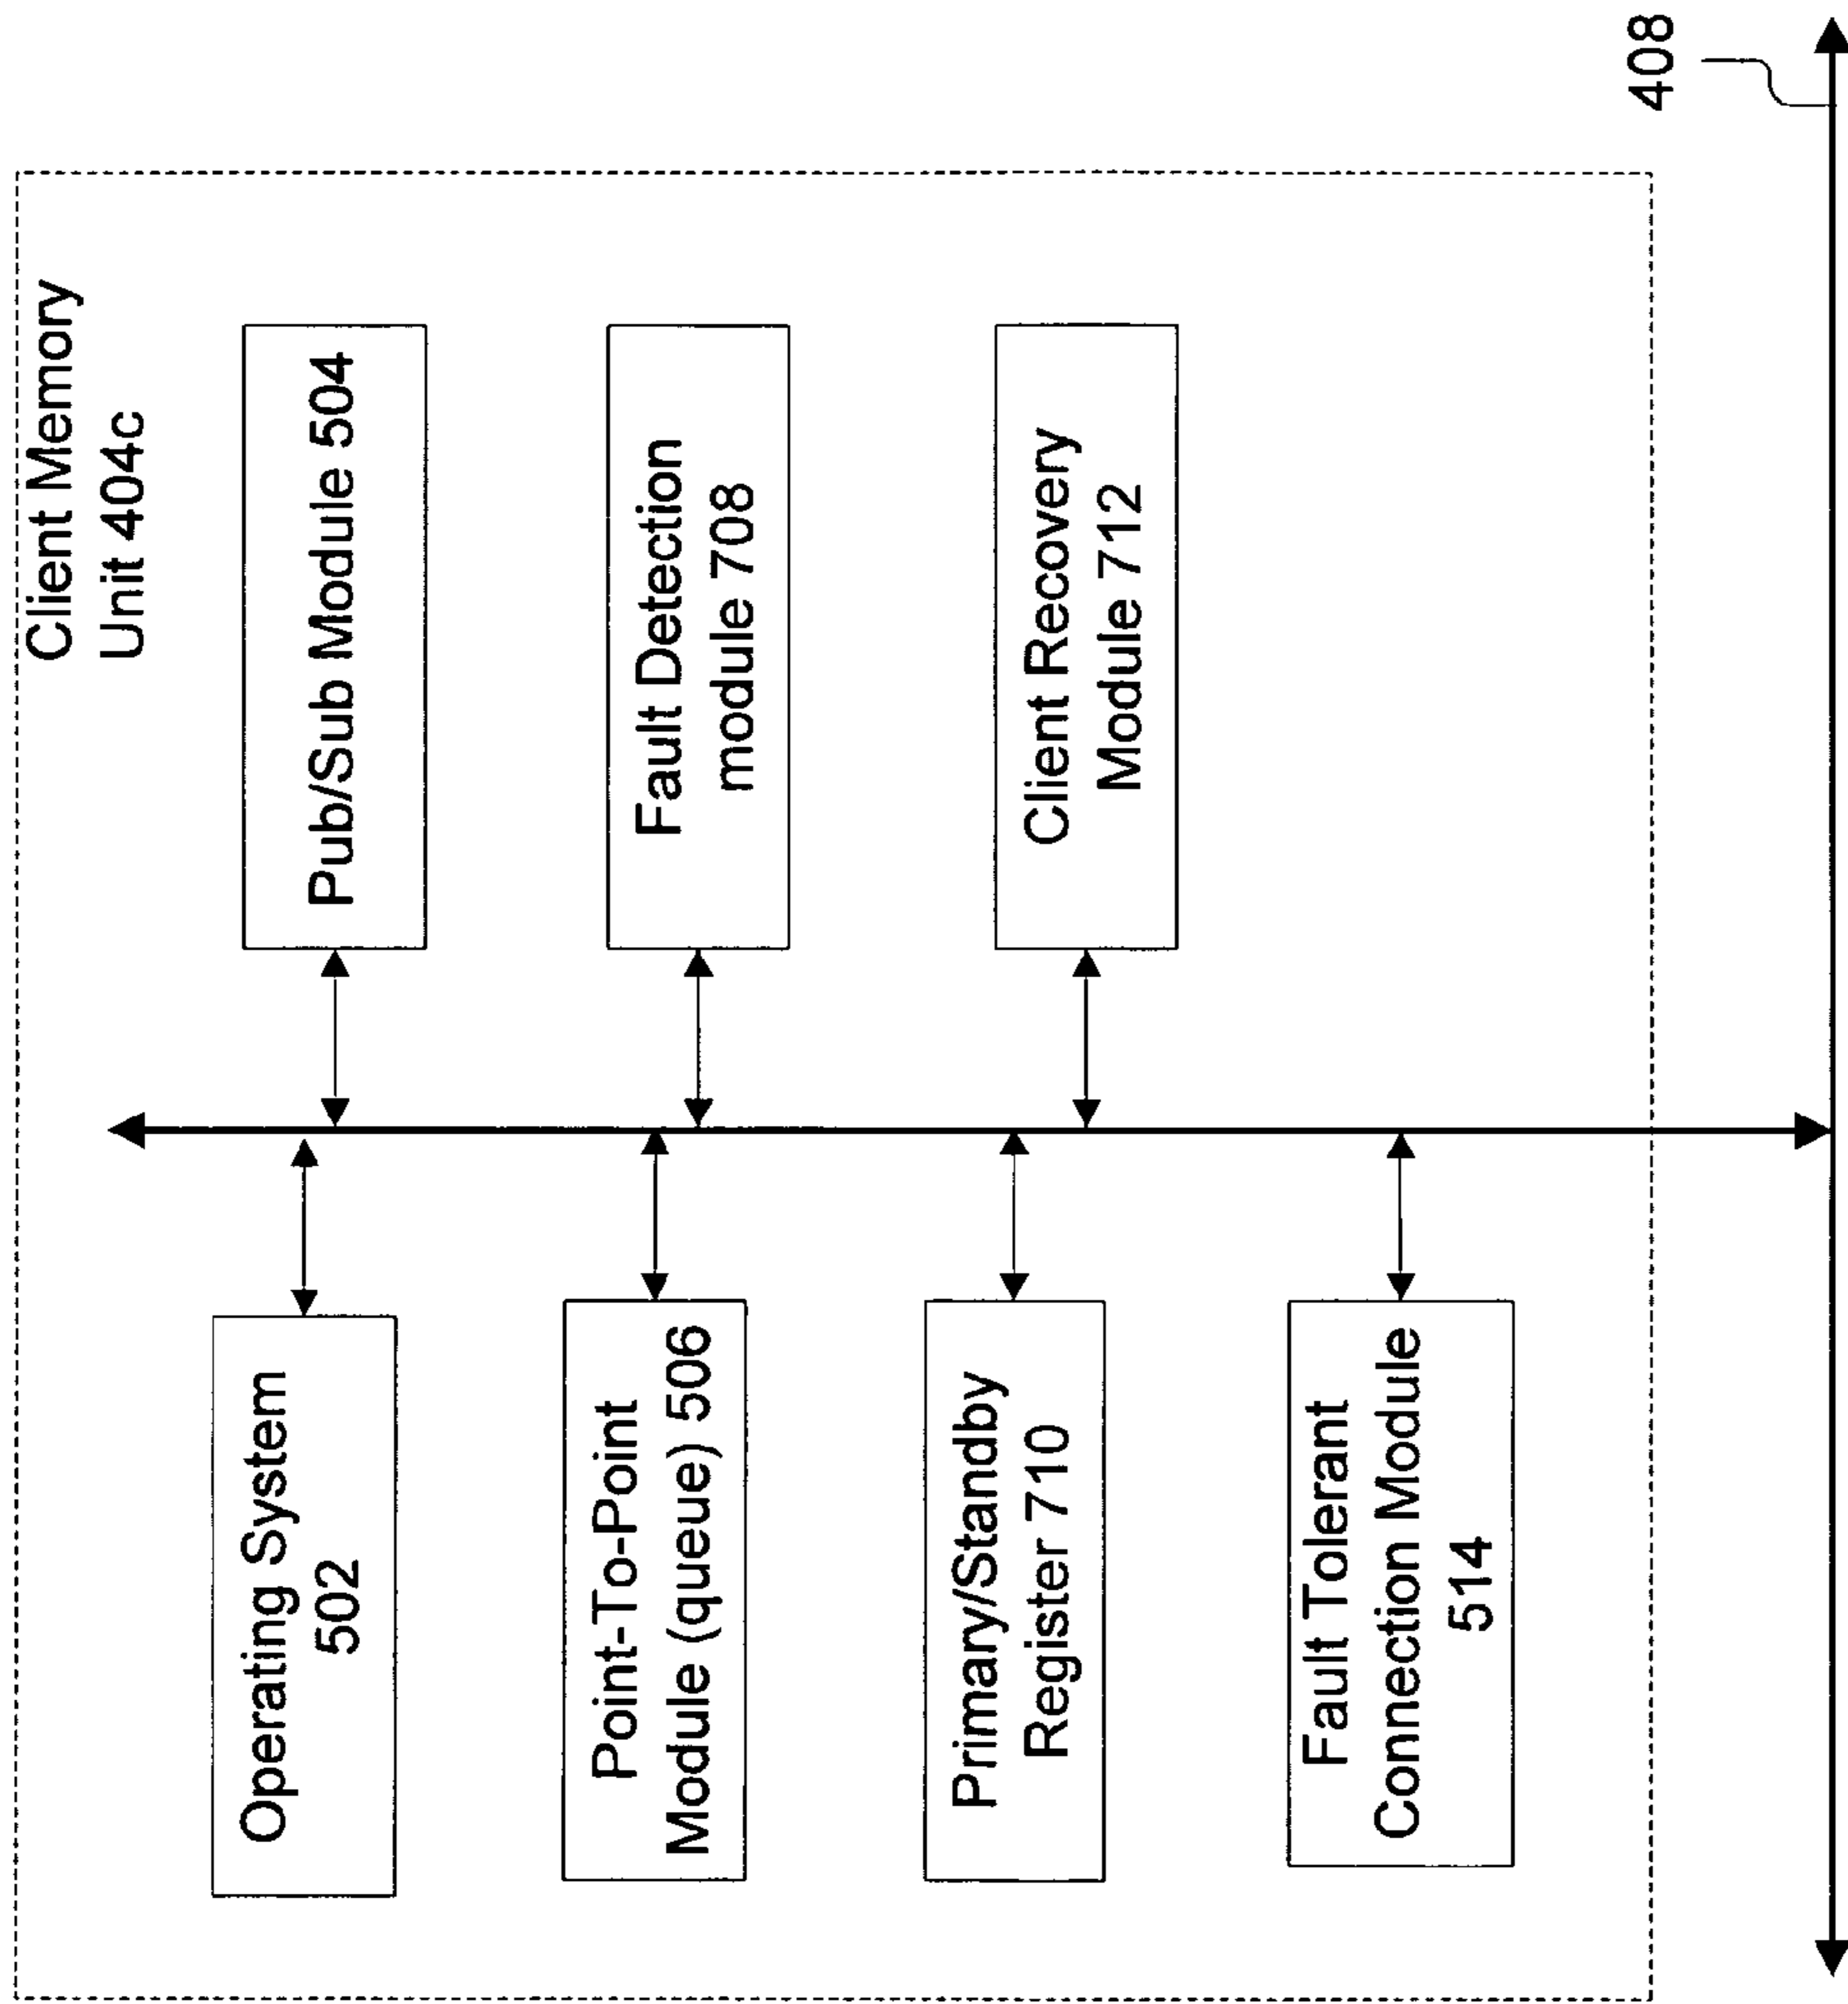 Client Memory
Unit 404c
Operating System
502
Pub/Sub Module 504
Point-To-Point
Module (queue) 506
Fault Detection
module 708
Primary/Standby
Register 710
Client Recovery
Module 712
Fault Tolerant
Connection Module
514
408